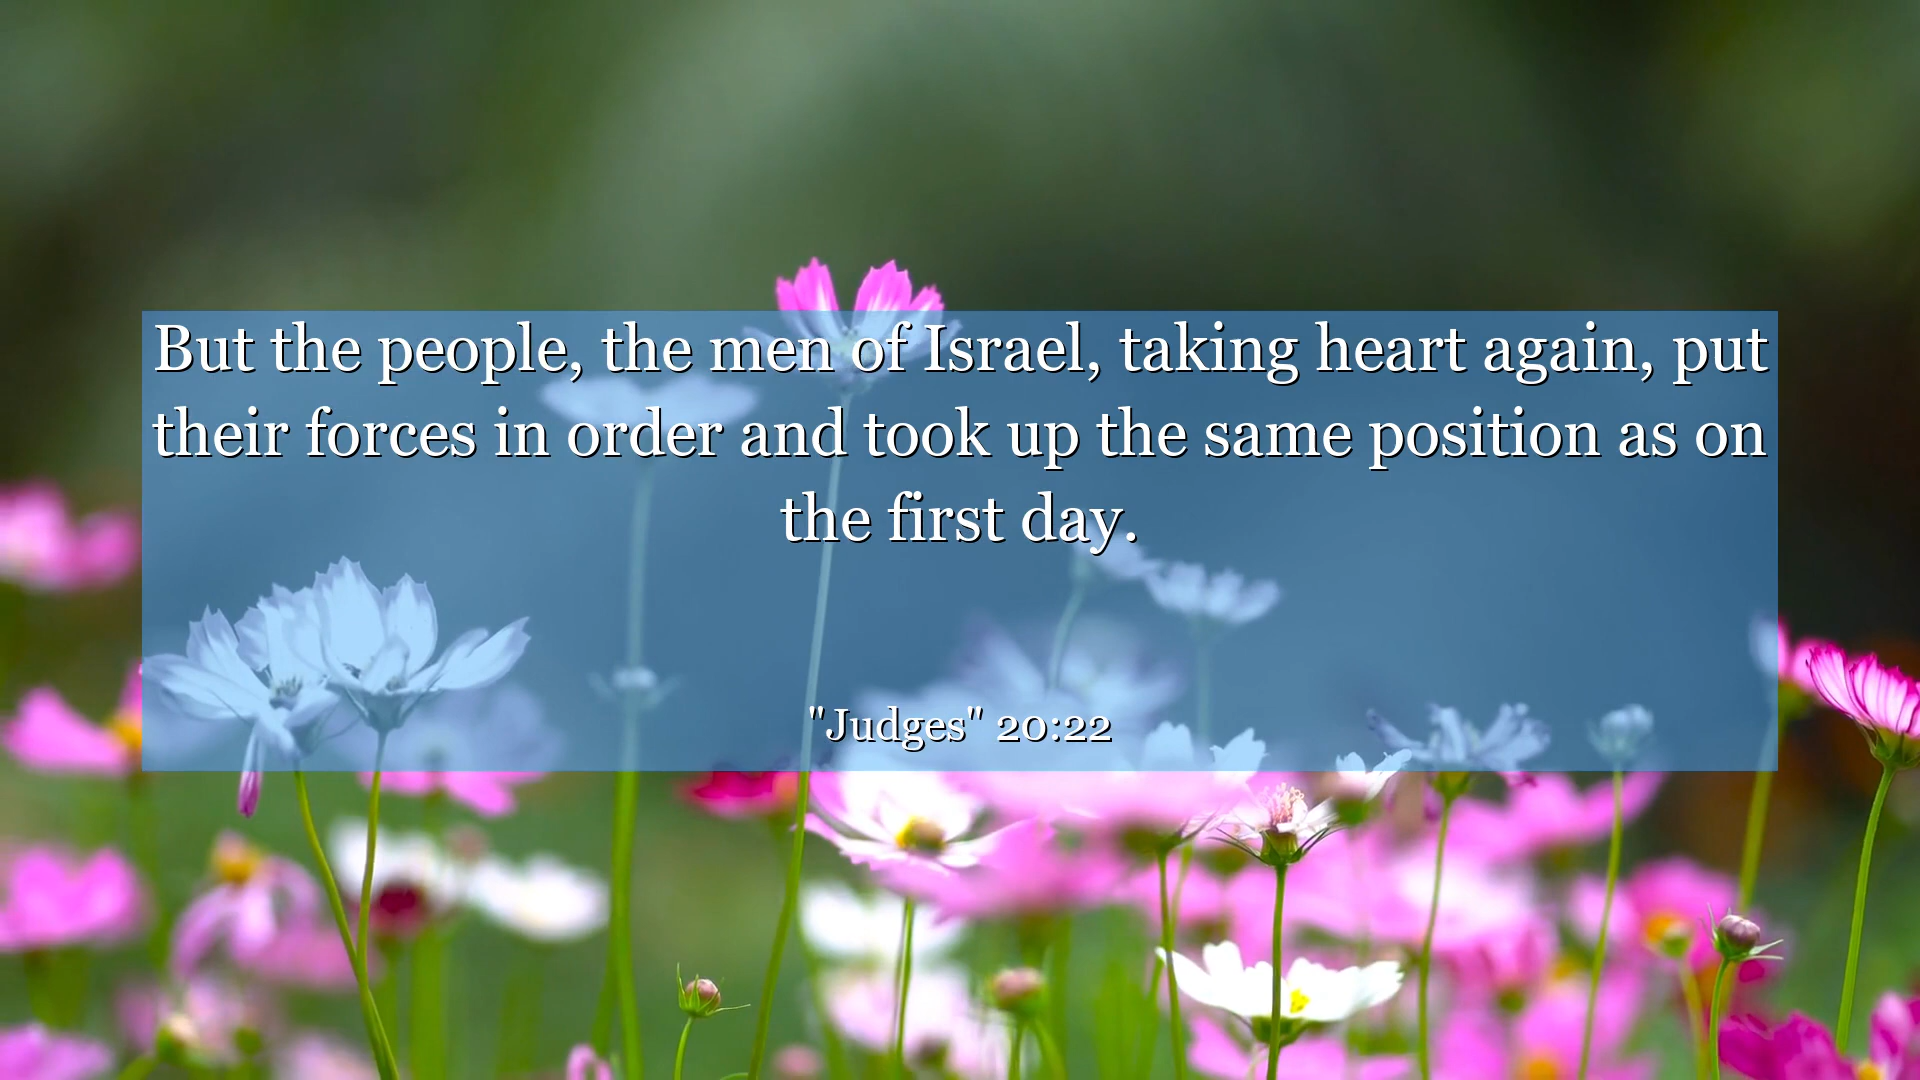 But the people, the men of Israel, taking heart again, put
their forces in order and took up the same position as on
the first day.
"Judges" 20:22